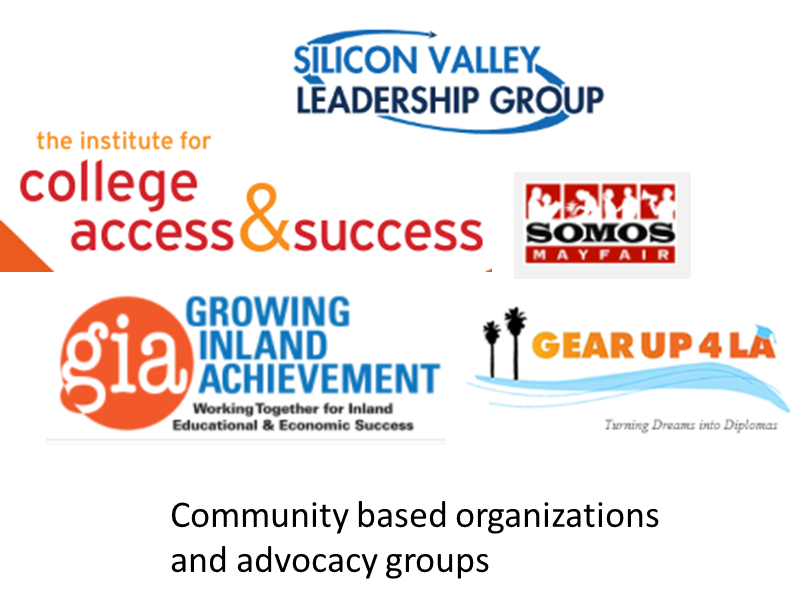 SILICON VALLEY
LEADERSHIP GROUP
the institute for
college
access & success
SOMOS
MAYFAIR
gia
GROWING
INLAND
ACHIEVEMENT
Working Together for Inland
Educational & Economic Success
GEAR UP 4 LA
Turning Dreams into Diplomas
Community based organizations
and advocacy groups